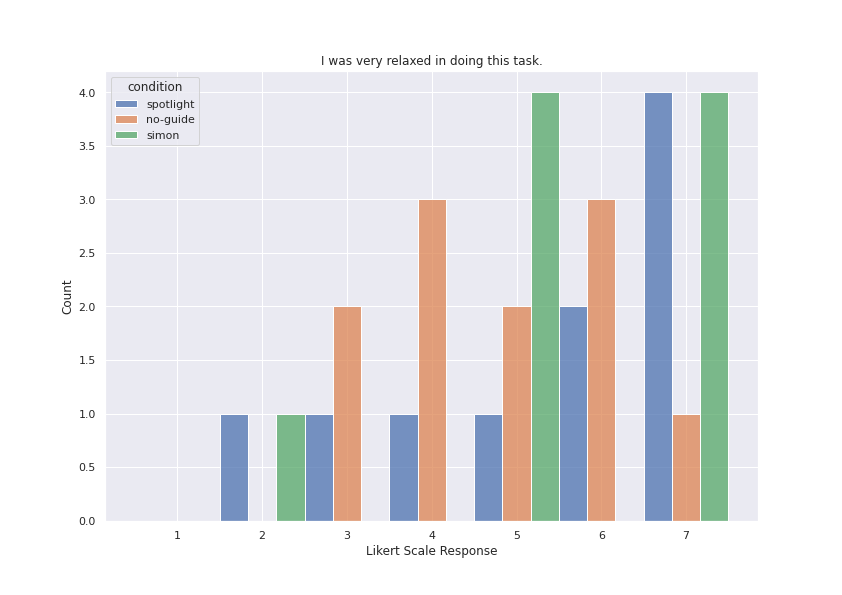 I was very relaxed in doing this task.
condition
spotlight
no-guide
simon
Count
4.0
3.5
3.0
2.5
2.0
1.5
1.0
0.5
0.0
1 2 3 4 5 6 7
Likert Scale Response